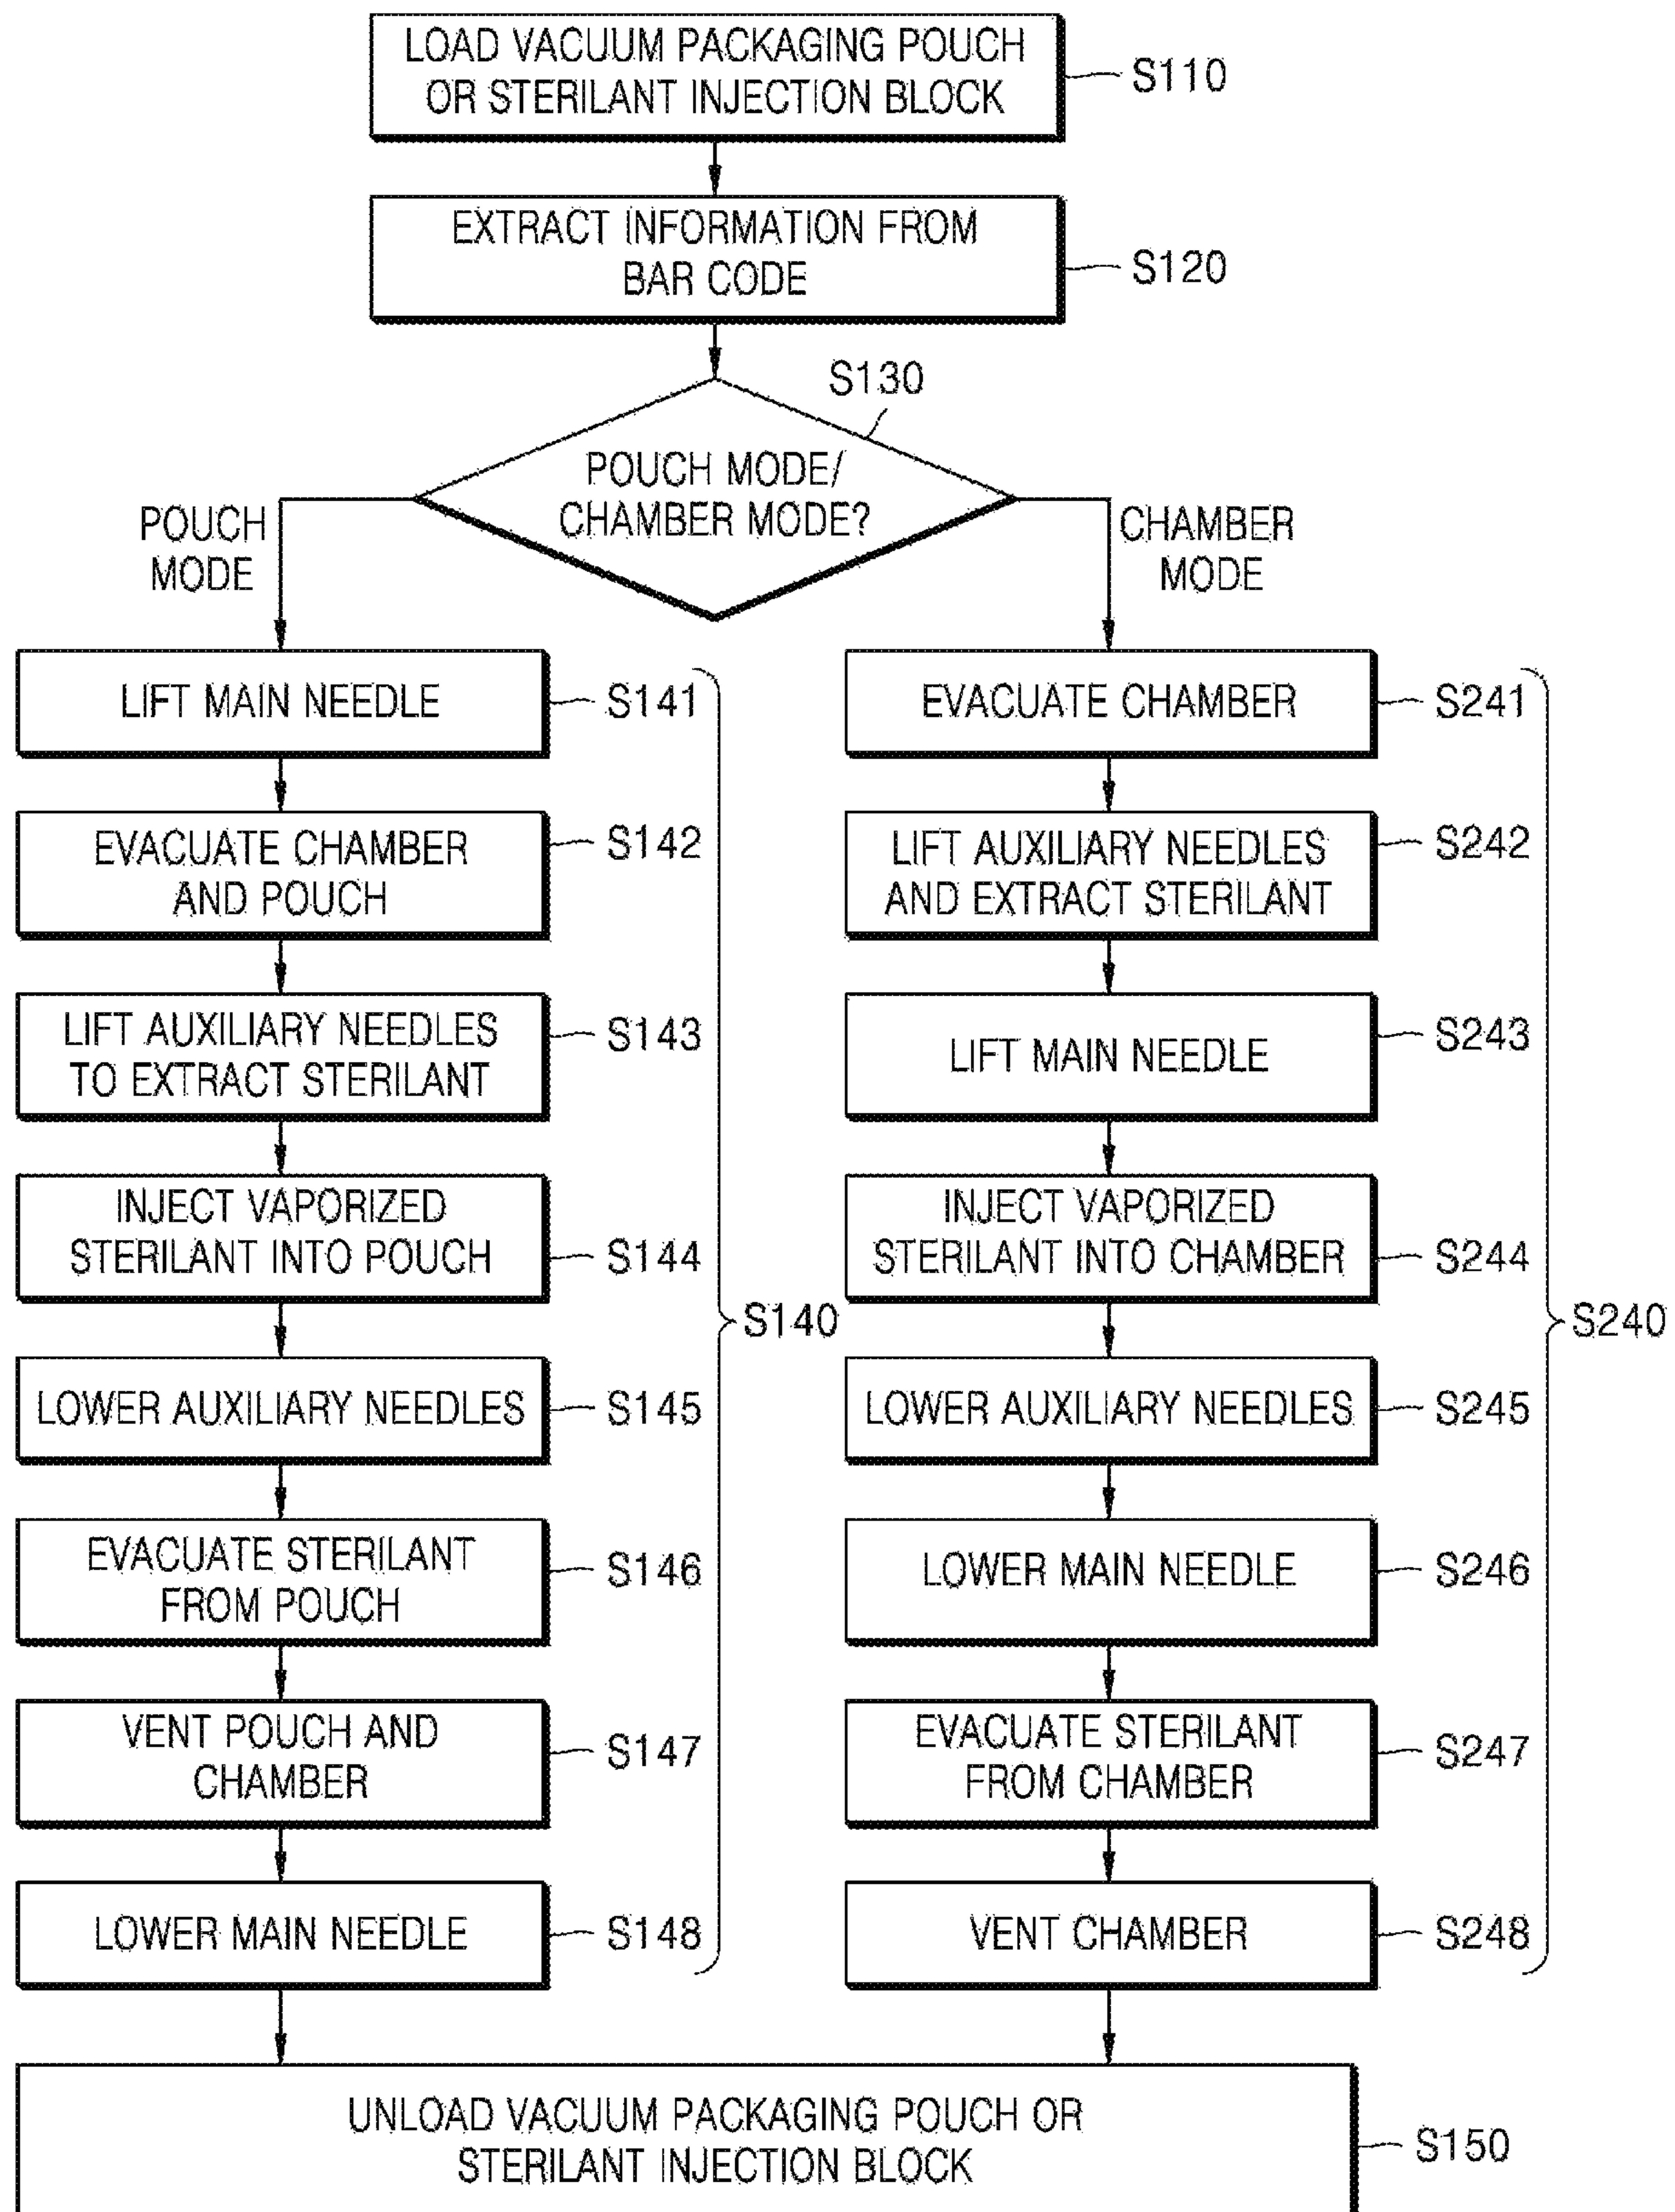 LOAD VACUUM PACKAGING POUCH
OR STERILANT INJECTION BLOCK
S110
EXTRACT INFORMATION FROM
BAR CODE
S120
S130
POUCH MODE/
CHAMBER MODE?
POUCH
MODE
CHAMBER
MODE
LIFT MAIN NEEDLE
S141
EVACUATE CHAMBER
AND POUCH
S142
LIFT AUXILIARY NEEDLES
TO EXTRACT STERILANT
S143
INJECT VAPORIZED
STERILANT INTO POUCH
S144
LOWER AUXILIARY NEEDLES
S145
EVACUATE STERILANT
FROM POUCH
S146
VENT POUCH AND
CHAMBER
S147
LOWER MAIN NEEDLE
S148
S140
EVACUATE CHAMBER
S241
LIFT AUXILIARY NEEDLES
AND EXTRACT STERILANT
S242
LIFT MAIN NEEDLE
S243
INJECT VAPORIZED
STERILANT INTO CHAMBER
S244
LOWER AUXILIARY NEEDLES
S245
LOWER MAIN NEEDLE
S246
EVACUATE STERILANT
FROM CHAMBER
S247
VENT CHAMBER
S248
S240
UNLOAD VACUUM PACKAGING POUCH OR
STERILANT INJECTION BLOCK
S150